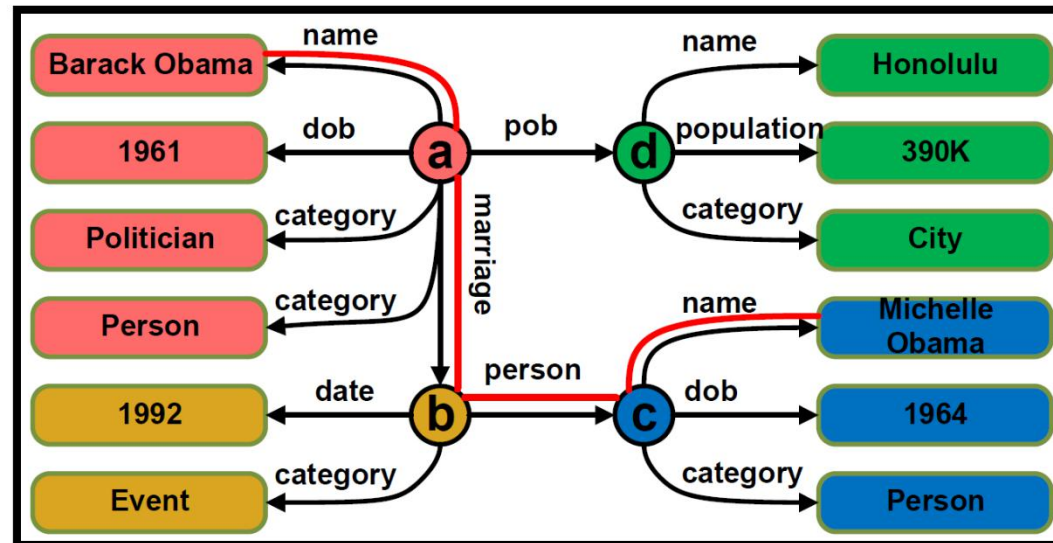 name
Barack Obama
dob
1961
a
pob
category
Politician
category
Person
marriage
name
Honolulu
d
population
390K
category
City
name
Michelle
Obama
person
date
1992
b
c
dob
1964
category
Event
category
Person